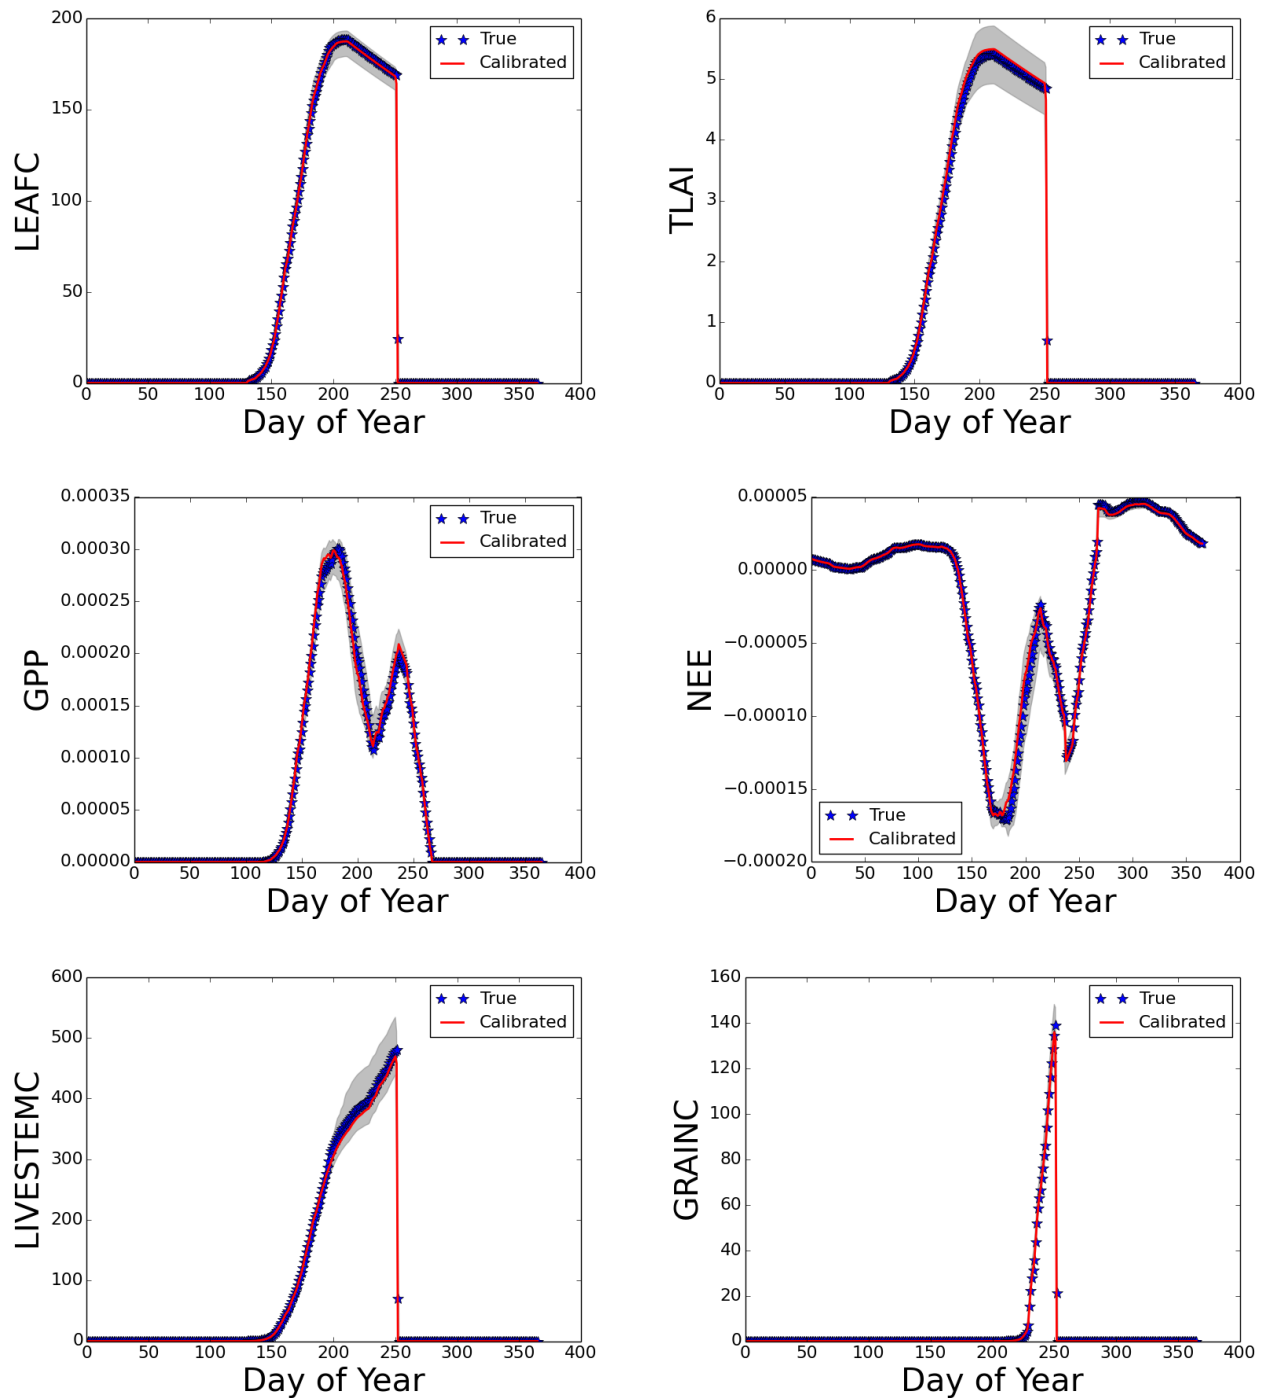 200
150
100
50
0
LEAFC
True
Calibrated
0 50 100 150 200 250 300 350 400
Day of Year
6
5
4
3
2
1
0
TLAI
True
Calibrated
0 50 100 150 200 250 300 350 400
Day of Year
0.00035
0.00030
0.00025
0.00020
0.00015
0.00010
0.00005
0.00000
GPP
True
Calibrated
0 50 100 150 200 250 300 350 400
Day of Year
0.00005
0.00000
−0.00005
−0.00010
−0.00015
−0.00020
NEE
True
Calibrated
0 50 100 150 200 250 300 350 400
Day of Year
600
500
400
300
200
100
0
LIVESTEMC
True
Calibrated
0 50 100 150 200 250 300 350 400
Day of Year
160
140
120
100
80
60
40
20
0
GRAINC
True
Calibrated
0 50 100 150 200 250 300 350 400
Day of Year